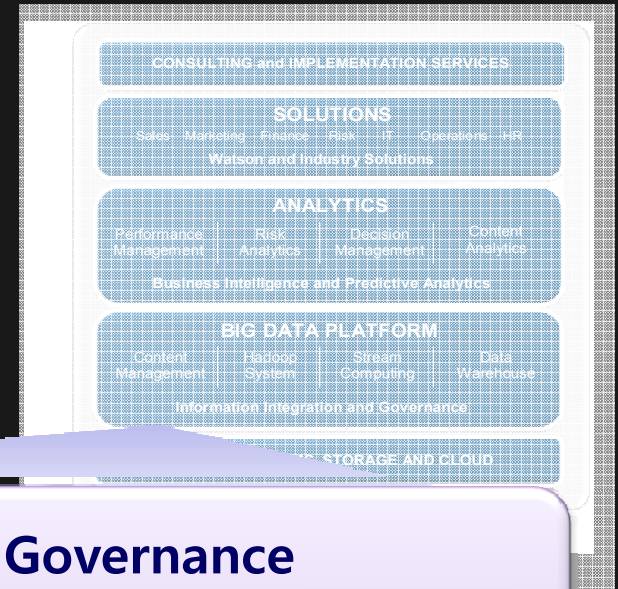 CONSULTING and IMPLEMENTATION SERVICES
SOLUTIONS
Sales Marketing Finance Risk IT Operations HR
Watson and Industry Solutions
ANALYTICS
Performance Management
Risk Analytics
Decision Management
Content Analytics
Business Intelligence and Predictive Analytics
BIG DATA PLATFORM
Content Management
Hadoop System
Stream Computing
Data Warehouse
Information Integration and Governance
STORAGE AND CLOUD
Governance